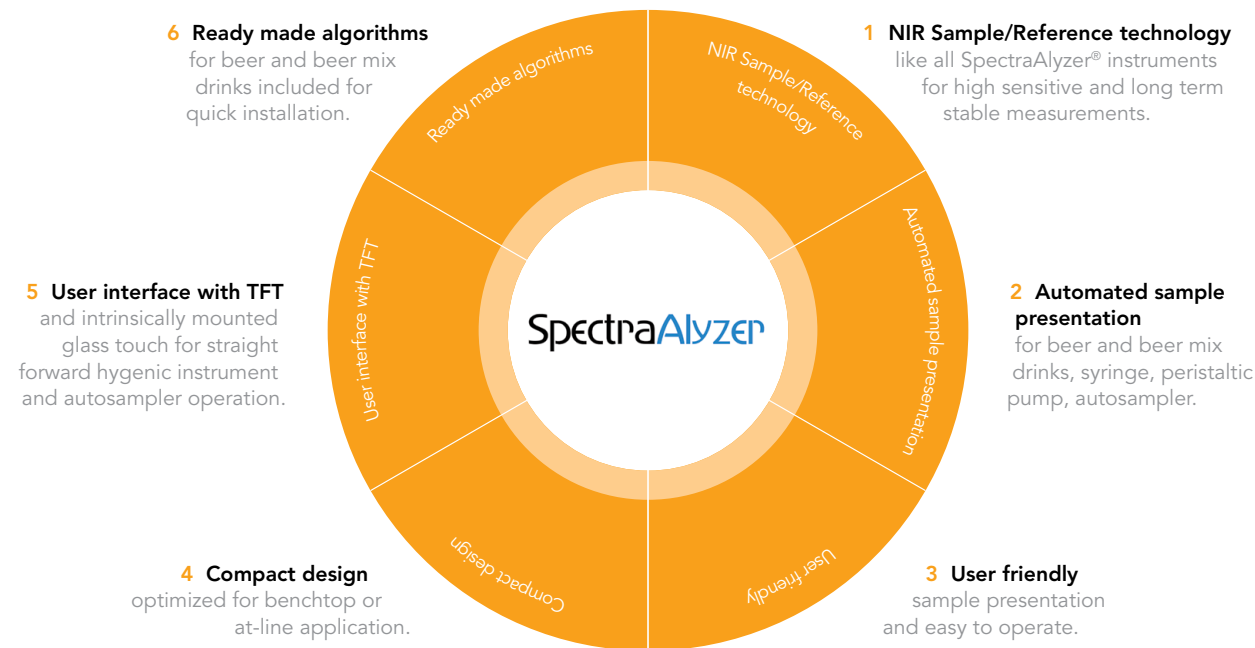 6 Ready made algorithms
for beer and beer mix
drinks included for
quick installation.
1 NIR Sample/Reference technology
like all SpectraAlyzer® instruments
for high sensitive and long term
stable measurements.
Ready made algorithms
NIR Sample/Reference
technology
5 User interface with TFT
and intrinsically mounted
glass touch for straight
forward hygenic instrument
and autosampler operation.
User interface with TFT
SpectraAlyzer
Automated sample presentation
2 Automated sample
presentation
for beer and beer mix
drinks, syringe, peristaltic
pump, autosampler.
4 Compact design
optimized for benchtop or
at-line application.
Compact design
User friendly
3 User friendly
sample presentation
and easy to operate.